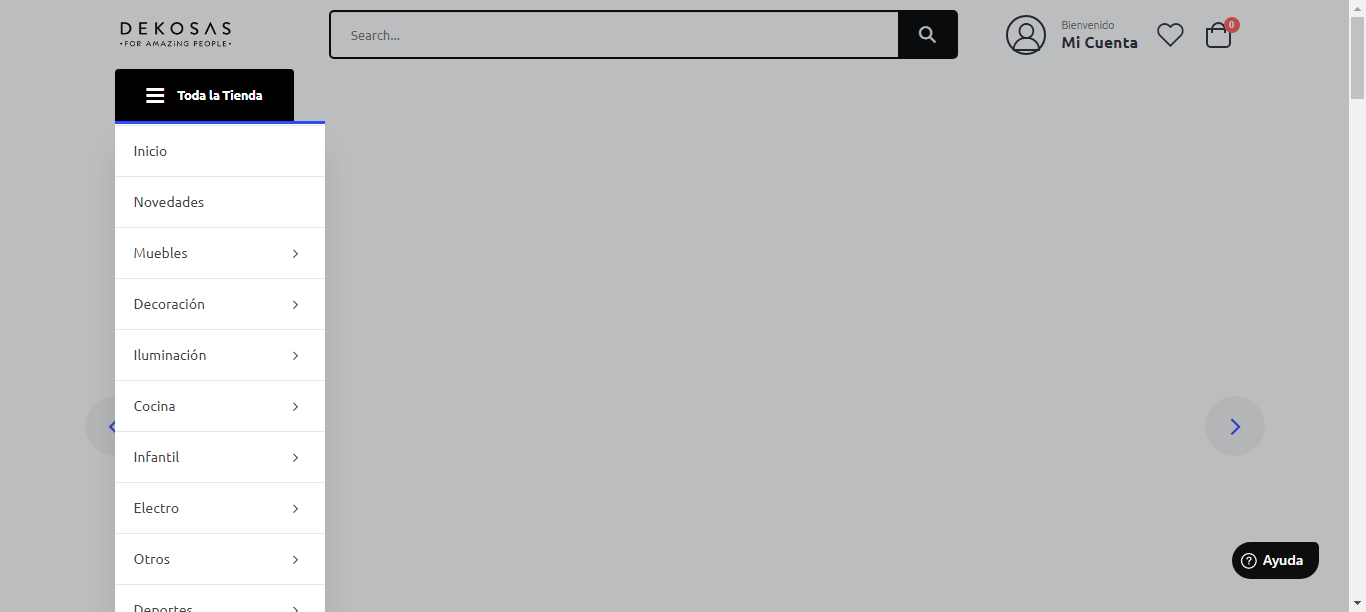 DEKOSAS
•FOR AMAZING PEOPLE•
Search...
Bienvenido
Mi Cuenta
0
Toda la Tienda
Inicio
Novedades
Muebles
Decoración
Iluminación
Cocina
Infantil
Electro
Otros
Deportes
? Ayuda